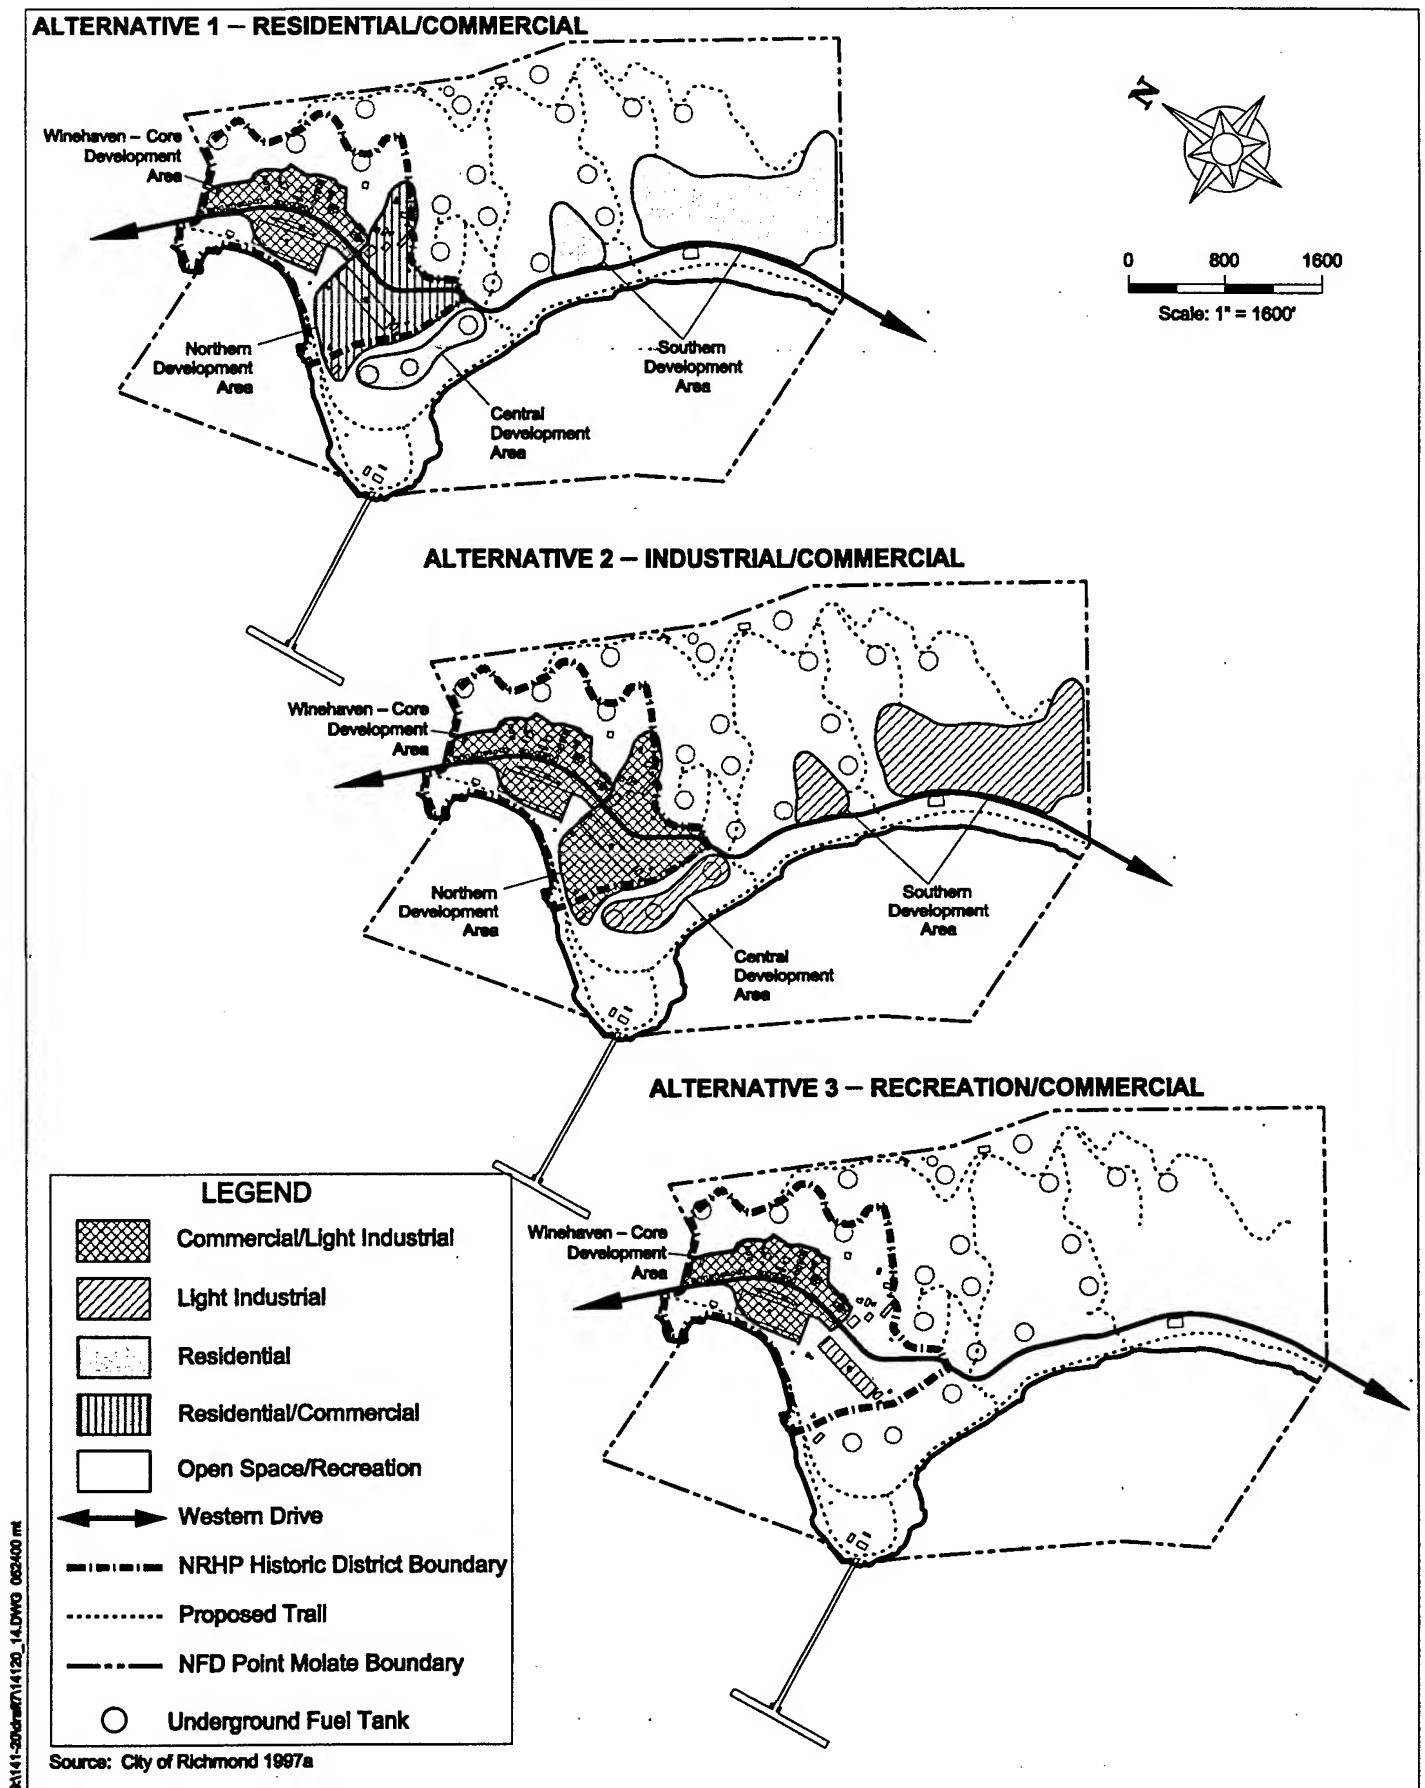 ALTERNATIVE 1 – RESIDENTIAL/COMMERCIAL
Winehaven – Core
Development
Area
N
0 800 1600
Scale: 1" = 1600'
Northern
Development
Area
Southern
Development
Area
Central
Development
Area
ALTERNATIVE 2 – INDUSTRIAL/COMMERCIAL
Winehaven – Core
Development
Area
Northern
Development
Area
Southern
Development
Area
Central
Development
Area
ALTERNATIVE 3 – RECREATION/COMMERCIAL
Winehaven – Core
Development
Area
LEGEND
Commercial/Light Industrial
Light Industrial
Residential
Residential/Commercial
Open Space/Recreation
Western Drive
NRHP Historic District Boundary
Proposed Trail
NFD Point Molate Boundary
Underground Fuel Tank
Source: City of Richmond 1997a
062400 mt